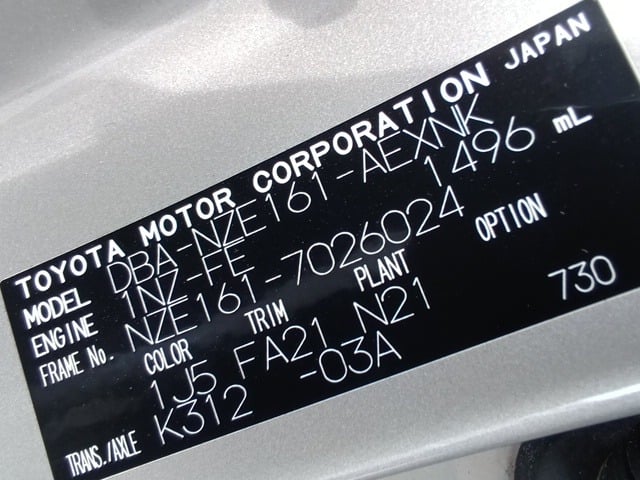 TOYOTA MOTOR CORPORATION JAPAN
MODEL DBA-NZE161-AEXNK
ENGINE 1NZ-FE 1496 mL
FRAME No. NZE161-7026024
COLOR TRIM PLANT OPTION
1J5 FA21 N21 730
TRANS./AXLE K312 -03A